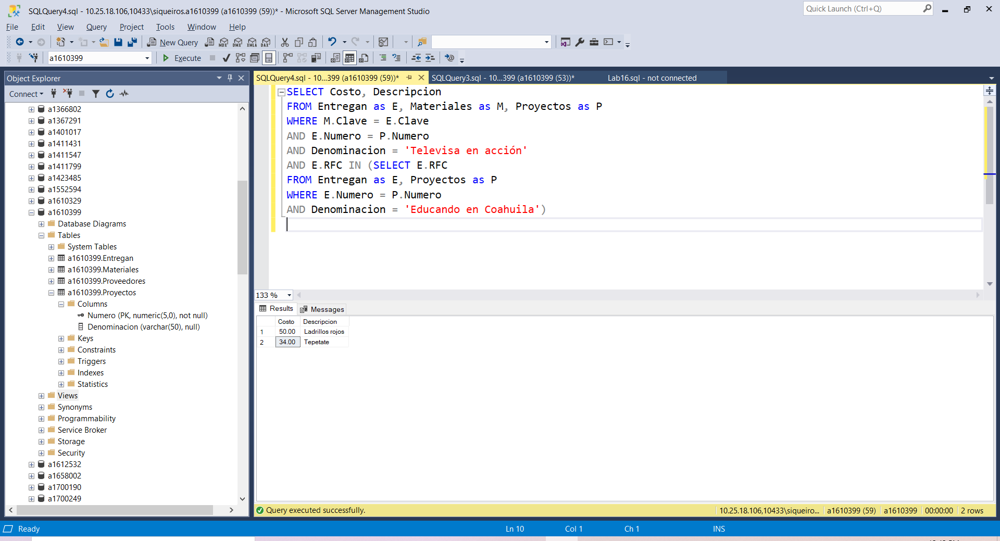 SQLQuery4.sql - 10.25.18.106,10433\siqueiros.a1610399 (a1610399 (59))* - Microsoft SQL Server Management Studio
Quick Launch (Ctrl+Q)
File Edit View Query Project Tools Window Help
New Query MDX DMX XMLA DAX
a1610399 Execute
Object Explorer
Connect
a1366802
a1367291
a1401017
a1411431
a1411547
a1411799
a1423485
a1552594
a1610329
a1610399
Database Diagrams
Tables
System Tables
a1610399.Entregan
a1610399.Materiales
a1610399.Proveedores
a1610399.Proyectos
Columns
Numero (PK, numeric(5,0), not null)
Denominacion (varchar(50), null)
Keys
Constraints
Triggers
Indexes
Statistics
Views
Synonyms
Programmability
Service Broker
Storage
Security
a1612532
a1658002
a1700190
a1700249
SQLQuery4.sql - 10...399 (a1610399 (59))* SQLQuery3.sql - 10...399 (a1610399 (53))* Lab16.sql - not connected
SELECT Costo, Descripcion
FROM Entregan as E, Materiales as M, Proyectos as P
WHERE M.Clave = E.Clave
AND E.Numero = P.Numero
AND Denominacion = 'Televisa en acción'
AND E.RFC IN (SELECT E.RFC
FROM Entregan as E, Proyectos as P
WHERE E.Numero = P.Numero
AND Denominacion = 'Educando en Coahuila')
133 %
Results Messages
Costo Descripcion
1 50.00 Ladrillos rojos
2 34.00 Tepetate
Query executed successfully. 10.25.18.106,10433\siqueiro... a1610399 (59) a1610399 00:00:00 2 rows
Ready Ln 10 Col 1 Ch 1 INS